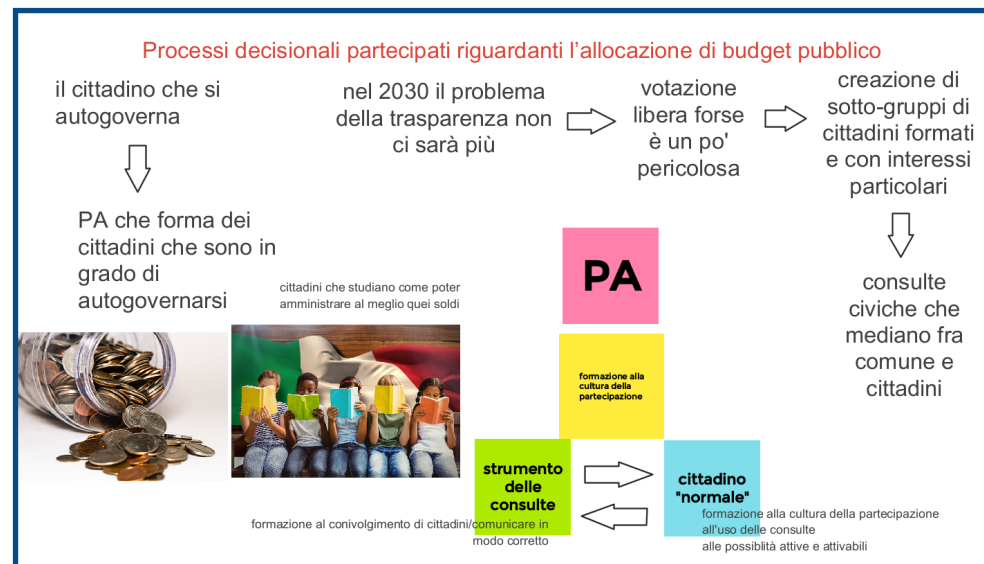 Processi decisionali partecipati riguardanti l'allocazione di budget pubblico
il cittadino che si
autogoverna
PA che forma dei
cittadini che sono in
grado di
autogovernarsi
nel 2030 il problema
della trasparenza non
ci sarà più
votazione
libera forse
è un po'
pericolosa
creazione di
sotto-gruppi di
cittadini formati
e con interessi
particolari
consulte
civiche che
mediano fra
comune e
cittadini
cittadini che studiano come poter
amministrare al meglio quei soldi
PA
formazione alla
cultura della
partecipazione
strumento
delle
consulte
cittadino
"normale"
formazione al conivolgimento di cittadini/comunicare in
modo corretto
formazione alla cultura della partecipazione
all'uso delle consulte
alle possiblità attive e attivabili